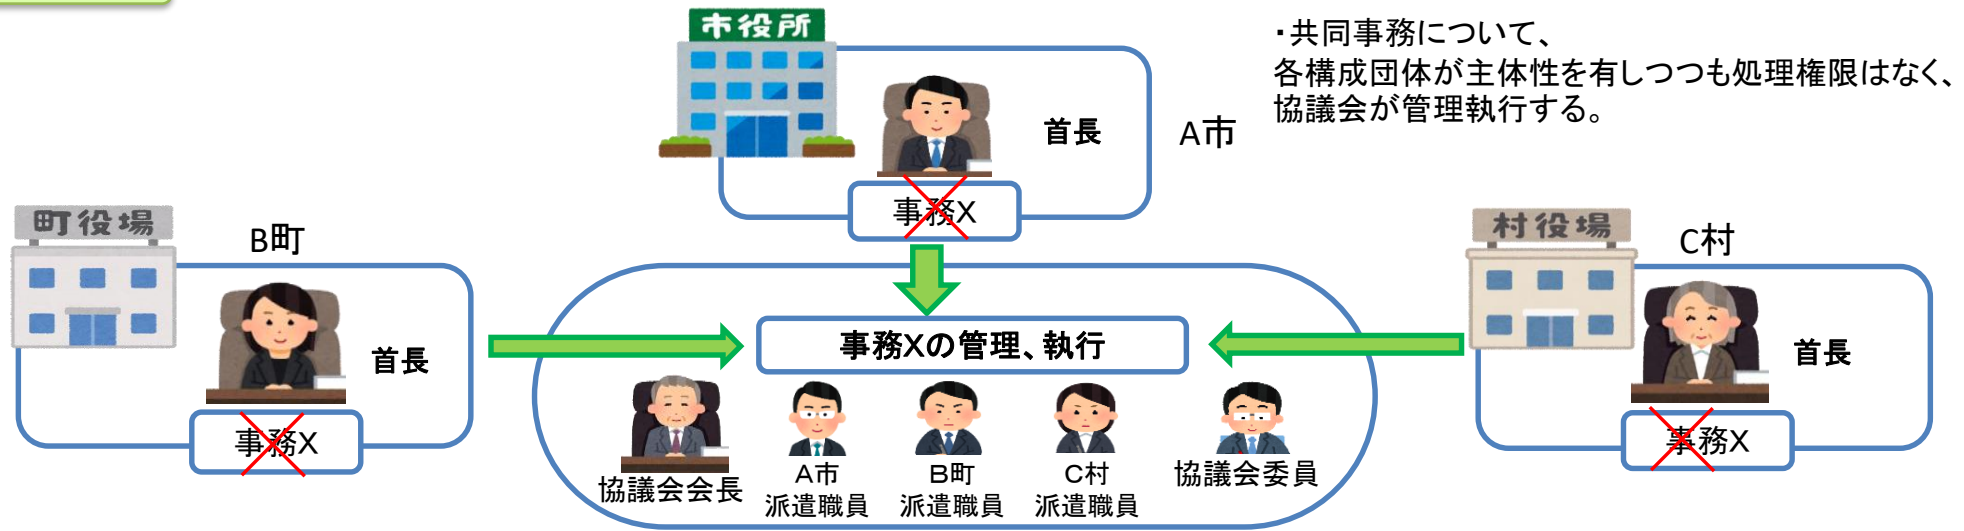 市役所
首長
A市
事務X
・共同事務について、
各構成団体が主体性を有しつつも処理権限はなく、
協議会が管理執行する。
町役場
B町
首長
事務X
村役場
C村
首長
事務X
事務Xの管理、執行
協議会会長
A市
派遣職員
B町
派遣職員
C村
派遣職員
協議会委員